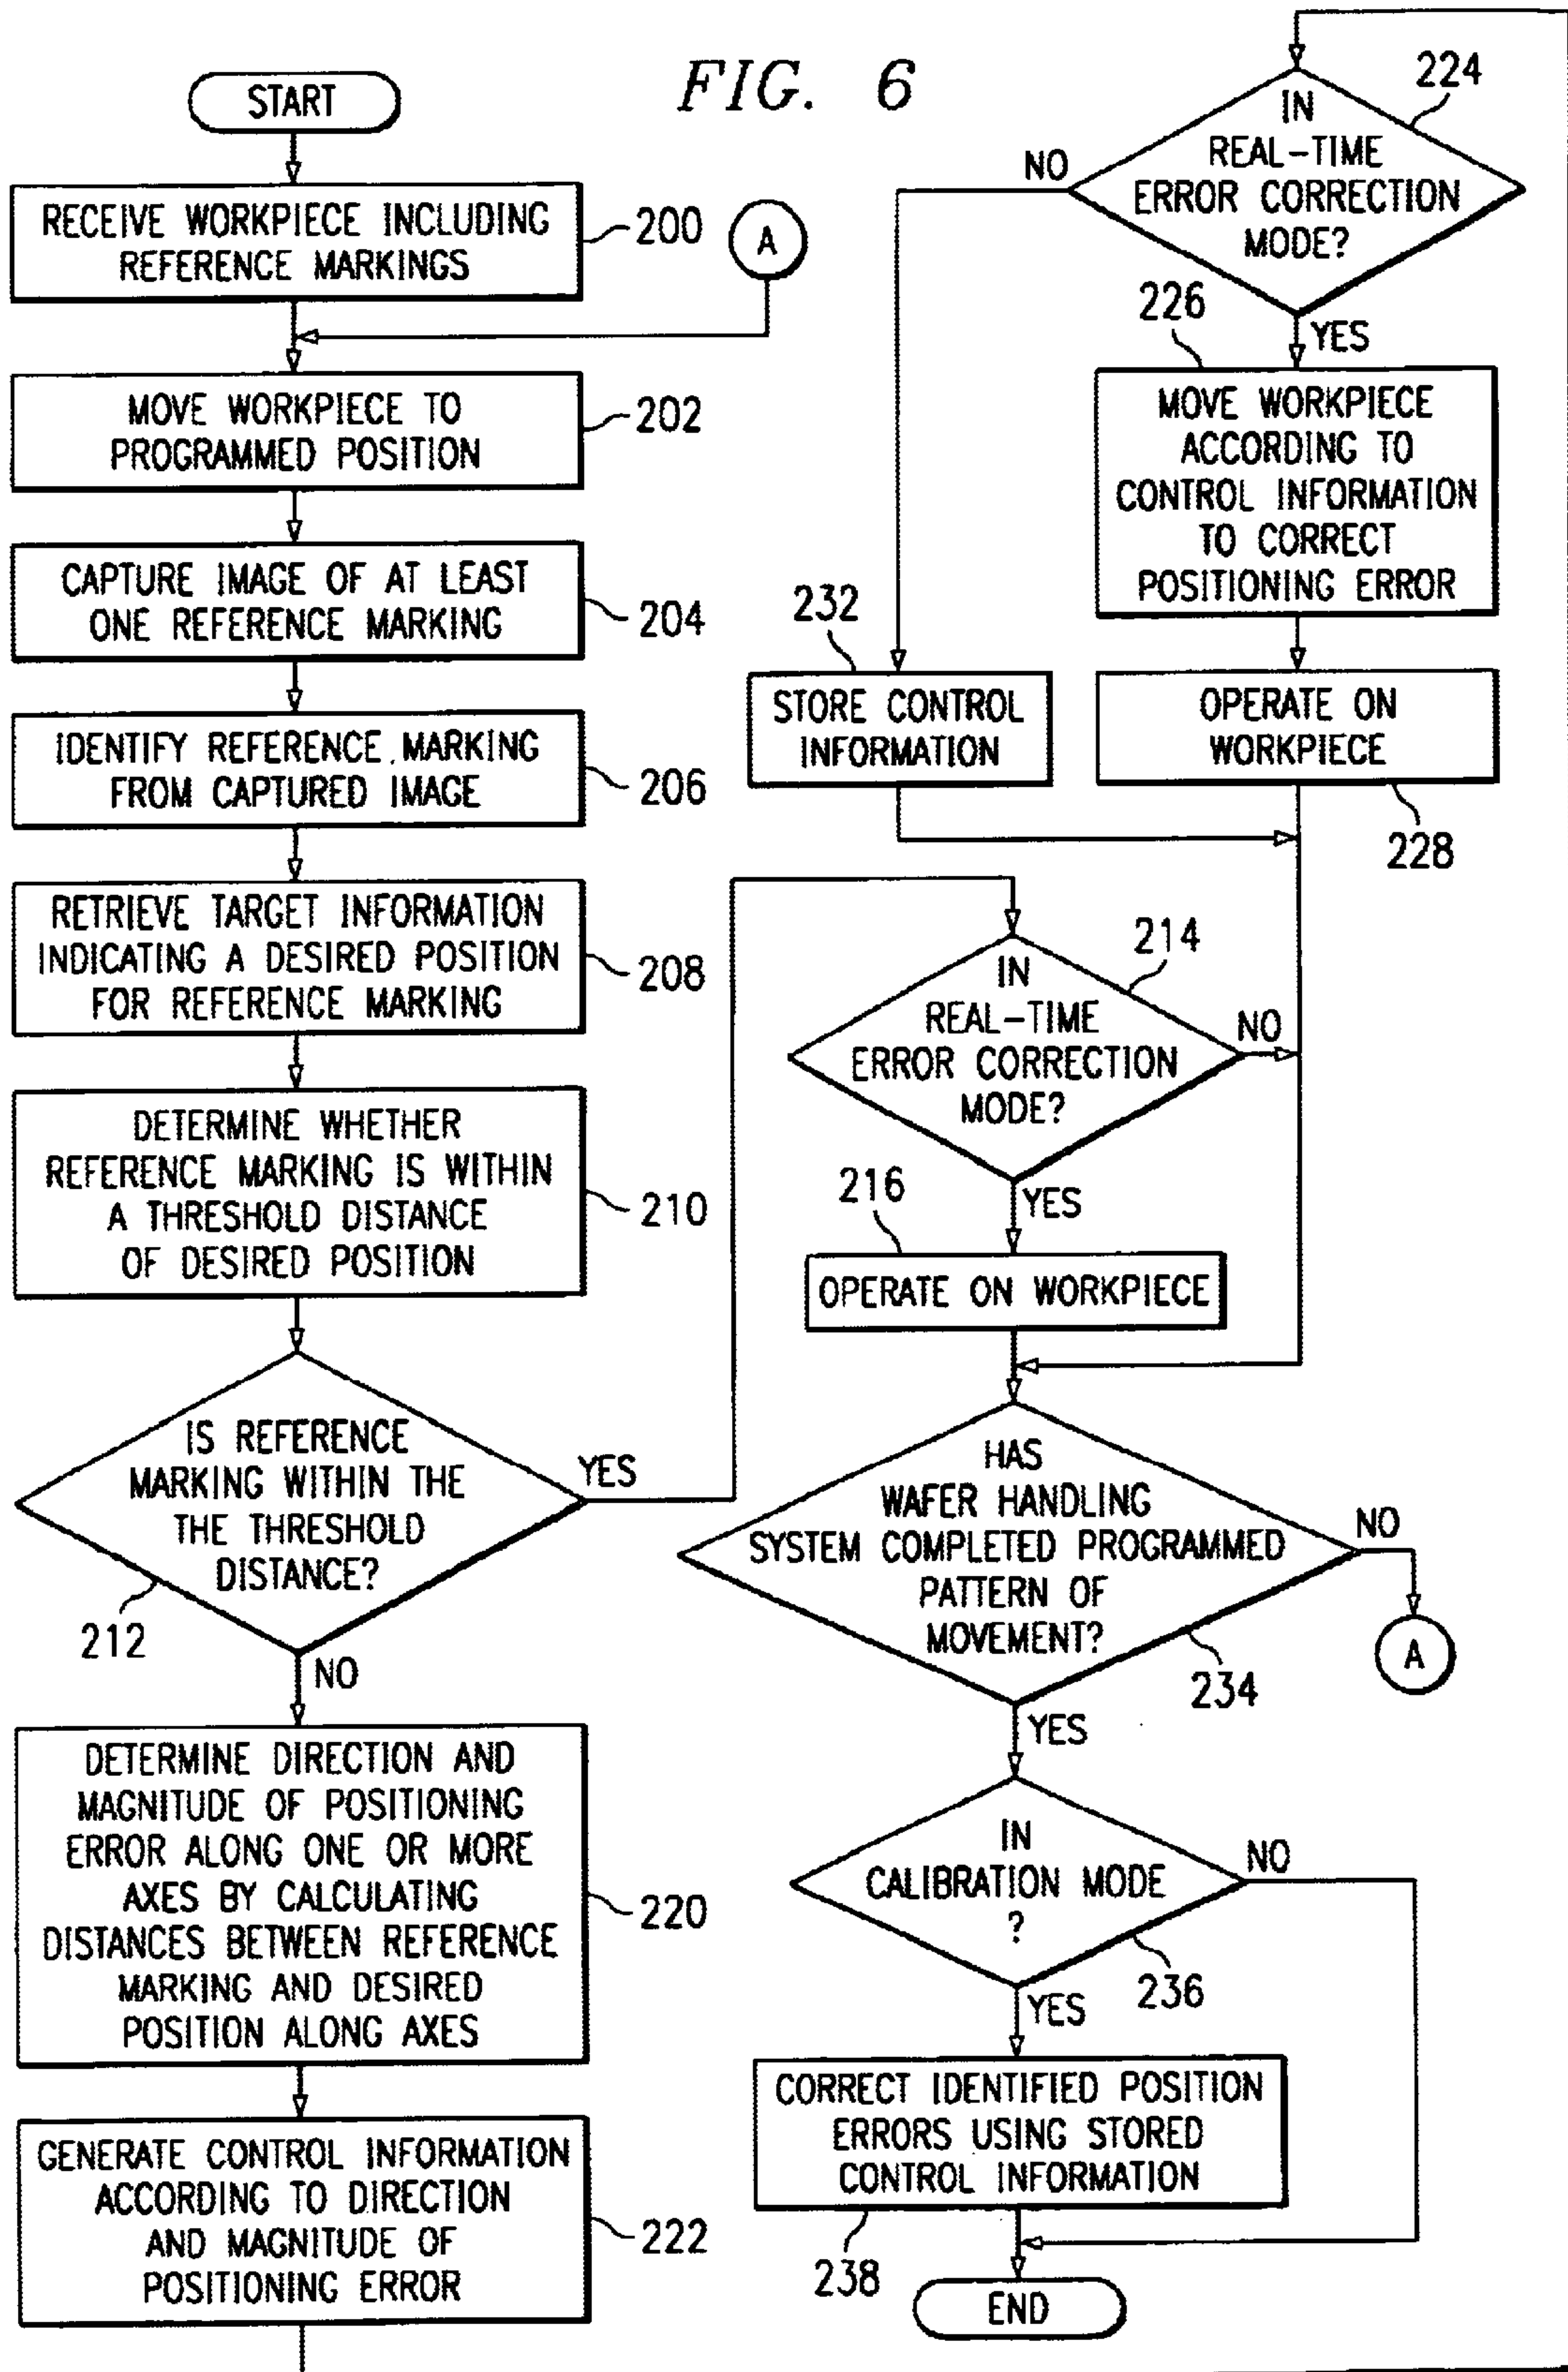 FIG. 6
START
RECEIVE WORKPIECE INCLUDING
REFERENCE MARKINGS
200
A
MOVE WORKPIECE TO
PROGRAMMED POSITION
202
CAPTURE IMAGE OF AT LEAST
ONE REFERENCE MARKING
204
IDENTIFY REFERENCE MARKING
FROM CAPTURED IMAGE
206
RETRIEVE TARGET INFORMATION
INDICATING A DESIRED POSITION
FOR REFERENCE MARKING
208
DETERMINE WHETHER
REFERENCE MARKING IS WITHIN
A THRESHOLD DISTANCE
OF DESIRED POSITION
210
IS REFERENCE
MARKING WITHIN THE
THE THRESHOLD
DISTANCE?
212
YES
NO
DETERMINE DIRECTION AND
MAGNITUDE OF POSITIONING
ERROR ALONG ONE OR MORE
AXES BY CALCULATING
DISTANCES BETWEEN REFERENCE
MARKING AND DESIRED
POSITION ALONG AXES
220
GENERATE CONTROL INFORMATION
ACCORDING TO DIRECTION
AND MAGNITUDE OF
POSITIONING ERROR
222
IN
REAL-TIME
ERROR CORRECTION
MODE?
224
NO
YES
226
MOVE WORKPIECE
ACCORDING TO
CONTROL INFORMATION
TO CORRECT
POSITIONING ERROR
232
STORE CONTROL
INFORMATION
OPERATE ON
WORKPIECE
228
IN
REAL-TIME
ERROR CORRECTION
MODE?
214
NO
YES
216
OPERATE ON WORKPIECE
HAS
WAFER HANDLING
SYSTEM COMPLETED PROGRAMMED
PATTERN OF
MOVEMENT?
234
NO
A
YES
IN
CALIBRATION MODE
?
236
NO
YES
CORRECT IDENTIFIED POSITION
ERRORS USING STORED
CONTROL INFORMATION
238
END